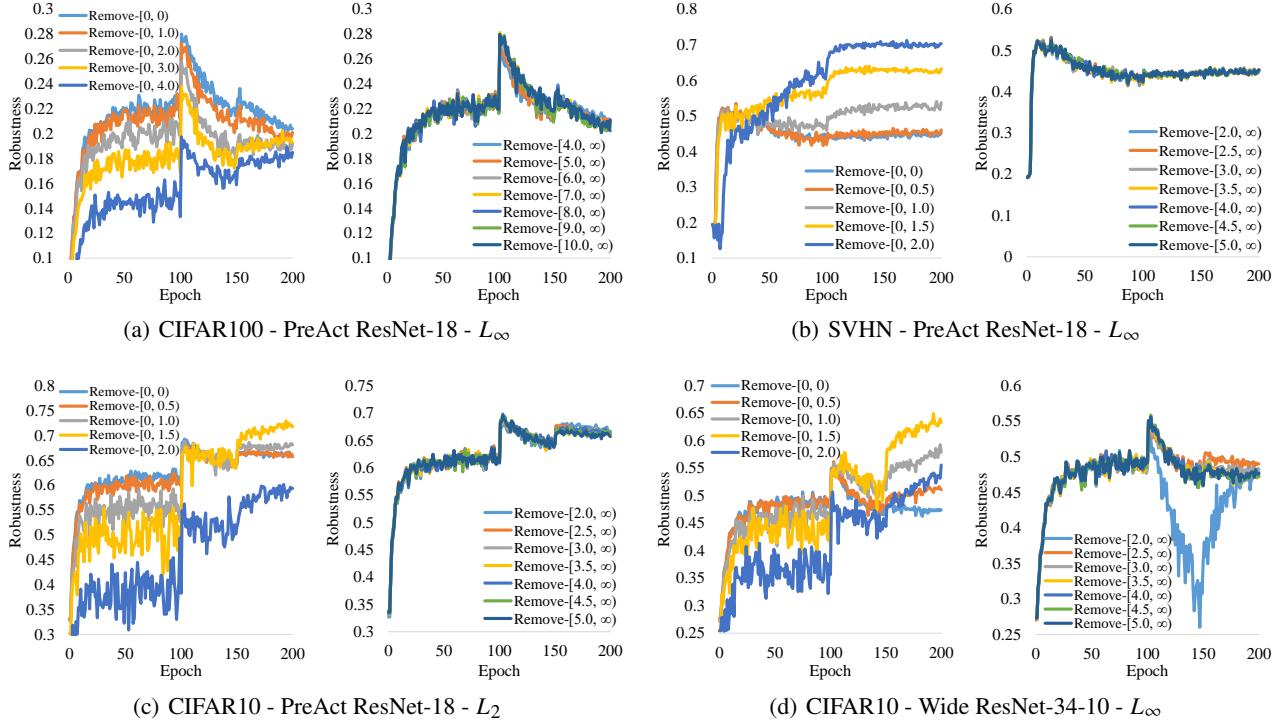 0.3
0.28
0.26
0.24
0.22
0.2
0.18
0.16
0.14
0.12
0.1
Robustness
0
50
100
150
200
Epoch
Remove-[0, 0)
Remove-[0, 1.0)
Remove-[0, 2.0)
Remove-[0, 3.0)
Remove-[0, 4.0)
0.3
0.28
0.26
0.24
0.22
0.2
0.18
0.16
0.14
0.12
0.1
Robustness
0
50
100
150
200
Epoch
Remove-[4.0, ∞)
Remove-[5.0, ∞)
Remove-[6.0, ∞)
Remove-[7.0, ∞)
Remove-[8.0, ∞)
Remove-[9.0, ∞)
Remove-[10.0, ∞)
(a) CIFAR100 - PreAct ResNet-18 - L∞
0.8
0.7
0.6
0.5
0.4
0.3
0.2
0.1
Robustness
0
50
100
150
200
Epoch
Remove-[0, 0)
Remove-[0, 0.5)
Remove-[0, 1.0)
Remove-[0, 1.5)
Remove-[0, 2.0)
0.6
0.5
0.4
0.3
0.2
0.1
0
Robustness
0
50
100
150
200
Epoch
Remove-[2.0, ∞)
Remove-[2.5, ∞)
Remove-[3.0, ∞)
Remove-[3.5, ∞)
Remove-[4.0, ∞)
Remove-[4.5, ∞)
Remove-[5.0, ∞)
(b) SVHN - PreAct ResNet-18 - L∞
0.8
0.75
0.7
0.65
0.6
0.55
0.5
0.45
0.4
0.35
0.3
Robustness
0
50
100
150
200
Epoch
Remove-[0, 0)
Remove-[0, 0.5)
Remove-[0, 1.0)
Remove-[0, 1.5)
Remove-[0, 2.0)
0.75
0.7
0.65
0.6
0.55
0.5
0.45
0.4
0.35
0.3
Robustness
0
50
100
150
200
Epoch
Remove-[2.0, ∞)
Remove-[2.5, ∞)
Remove-[3.0, ∞)
Remove-[3.5, ∞)
Remove-[4.0, ∞)
Remove-[4.5, ∞)
Remove-[5.0, ∞)
(c) CIFAR10 - PreAct ResNet-18 - L2
0.7
0.65
0.6
0.55
0.5
0.45
0.4
0.35
0.3
0.25
Robustness
0
50
100
150
200
Epoch
Remove-[0, 0)
Remove-[0, 0.5)
Remove-[0, 1.0)
Remove-[0, 1.5)
Remove-[0, 2.0)
0.6
0.55
0.5
0.45
0.4
0.35
0.3
0.25
Robustness
0
50
100
150
200
Epoch
Remove-[2.0, ∞)
Remove-[2.5, ∞)
Remove-[3.0, ∞)
Remove-[3.5, ∞)
Remove-[4.0, ∞)
Remove-[4.5, ∞)
Remove-[5.0, ∞)
(d) CIFAR10 - Wide ResNet-34-10 - L∞